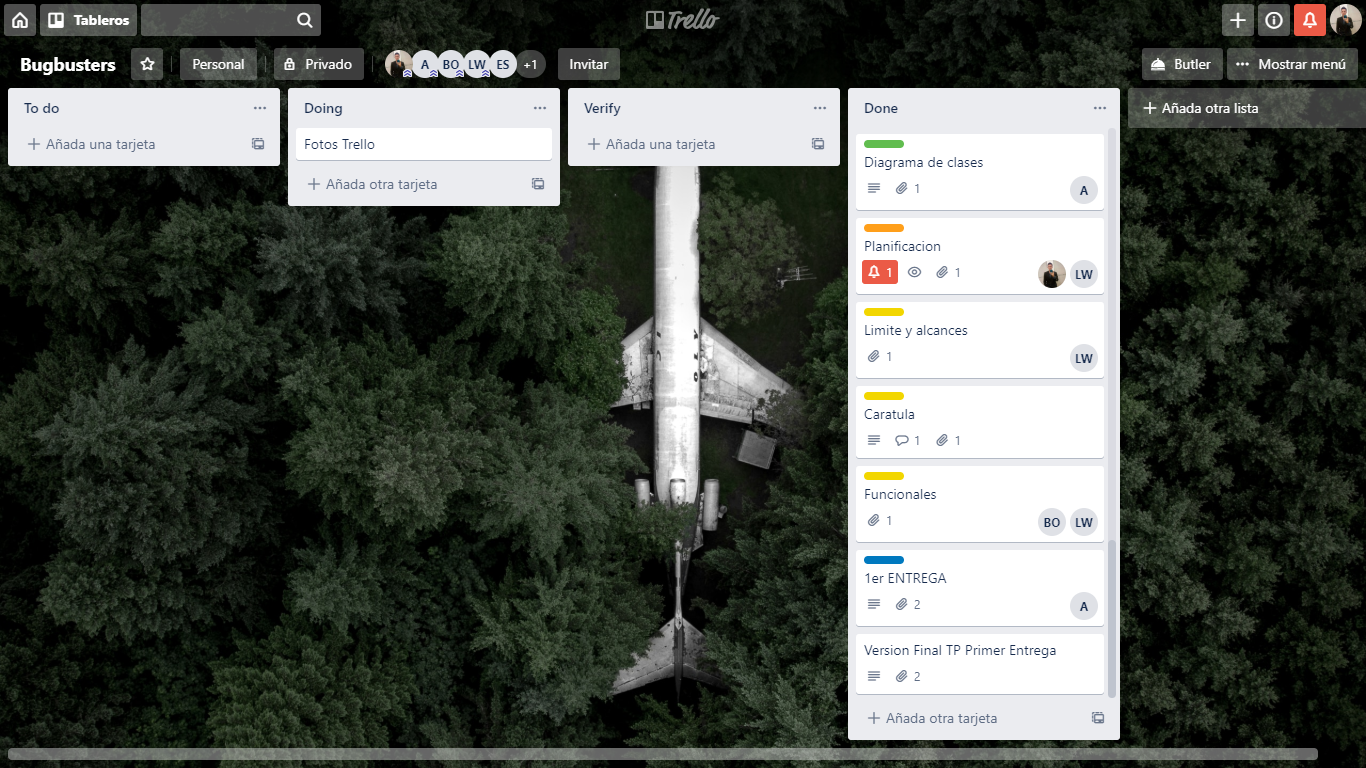 Tableros
Trello
Bugbusters
Personal
Privado
A
BO
LW
ES
+1
Invitar
Butler
Mostrar menú
To do
Añada una tarjeta
Doing
Fotos Trello
Añada otra tarjeta
Verify
Añada una tarjeta
Done
Diagrama de clases
1
A
Planificacion
1
1
LW
Limite y alcances
1
LW
Caratula
1
1
Funcionales
1
BO
LW
1er ENTREGA
2
A
Version Final TP Primer Entrega
2
Añada otra tarjeta
Añada otra lista